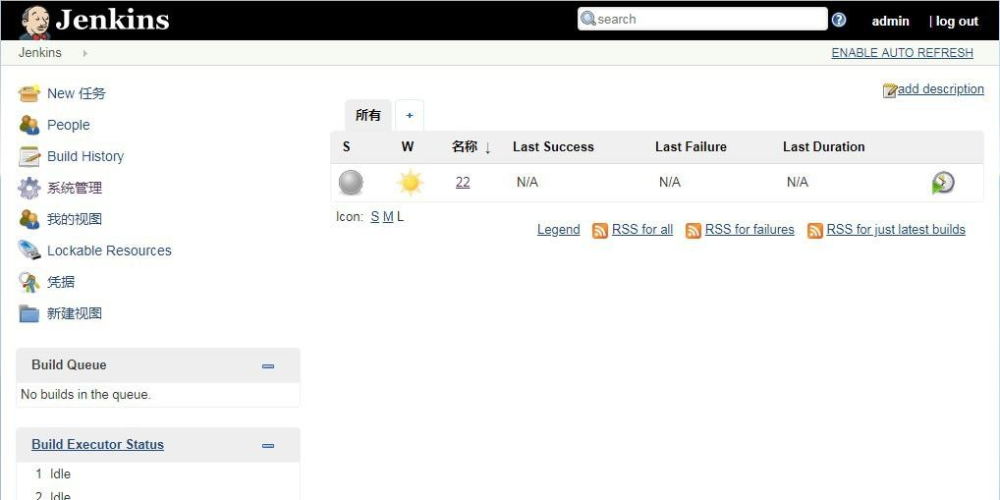 Jenkins search admin | log out
Jenkins ENABLE AUTO REFRESH
New 任务
People
Build History
系统管理
我的视图
Lockable Resources
凭据
新建视图
Build Queue
No builds in the queue.
Build Executor Status
1 Idle
2 Idle
add description
所有 +
S W 名称 ↓ Last Success Last Failure Last Duration
22 N/A N/A N/A
Icon: S M L
Legend RSS for all RSS for failures RSS for just latest builds